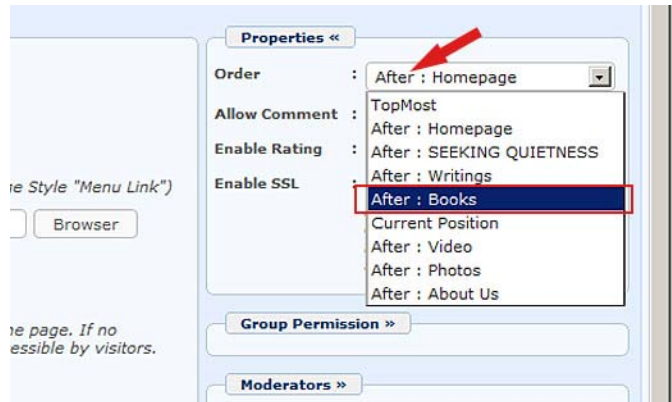 Properties «
Order : After : Homepage
TopMost
After : Homepage
After : SEEKING QUIETNESS
After : Writings
After : Books
Current Position
After : Video
After : Photos
After : About Us
Allow Comment :
Enable Rating :
Enable SSL :
e Style "Menu Link")
Browser
e page. If no
essible by visitors.
Group Permission »
Moderators »